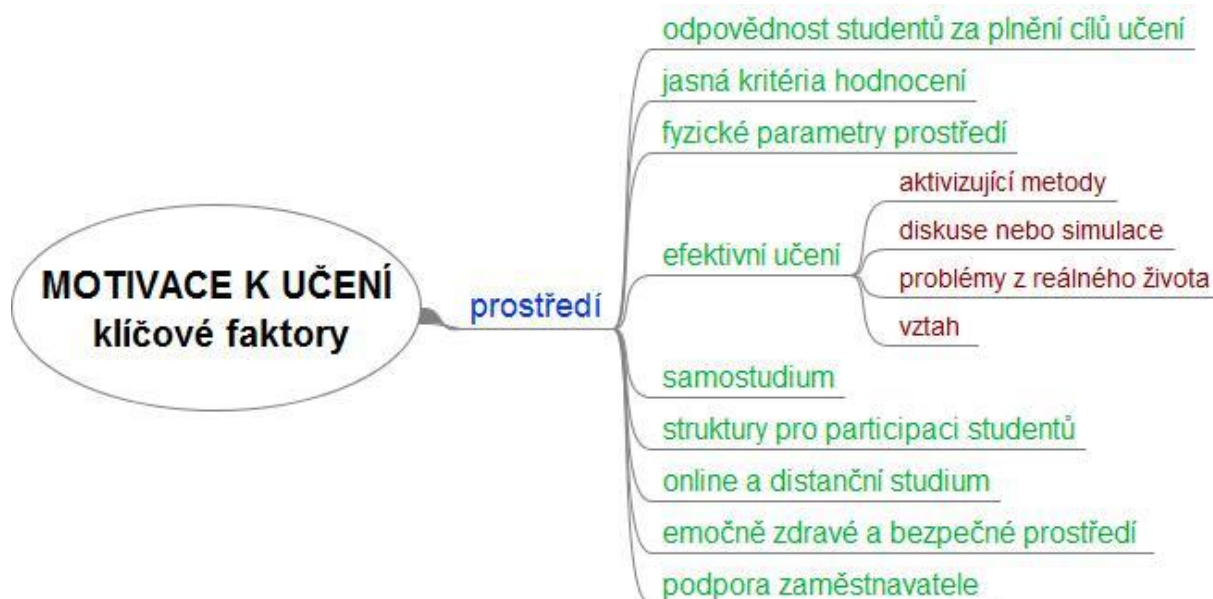 MOTIVACE K UČENÍ
klíčové faktory
prostředí
odpovědnost studentů za plnění cílů učení
jasná kritéria hodnocení
fyzické parametry prostředí
efektivní učení
aktivizující metody
diskuse nebo simulace
problémy z reálného života
vztah
samostudium
struktury pro participaci studentů
online a distanční studium
emočně zdravé a bezpečné prostředí
podpora zaměstnavatele